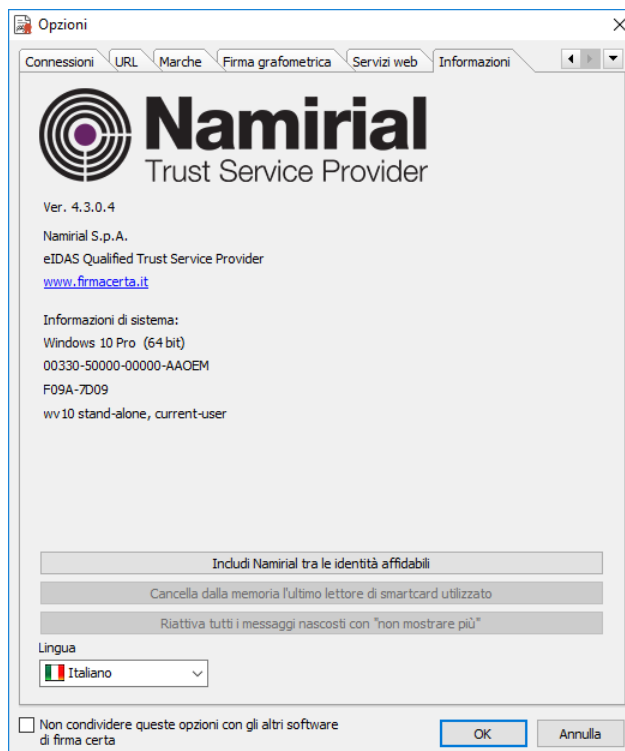 Opzioni
Connessioni URL Marche Firma grafometrica Servizi web Informazioni
Namirial
Trust Service Provider
Ver. 4.3.0.4
Namirial S.p.A.
eIDAS Qualified Trust Service Provider
www.firmacerta.it
Informazioni di sistema:
Windows 10 Pro (64 bit)
00330-50000-00000-AAOEM
F09A-7D09
wv10 stand-alone, current-user
Includi Namirial tra le identità affidabili
Cancella dalla memoria l'ultimo lettore di smartcard utilizzato
Riattiva tutti i messaggi nascosti con "non mostrare più"
Lingua
Italiano
Non condividere queste opzioni con gli altri software
di firma certa
OK Annulla